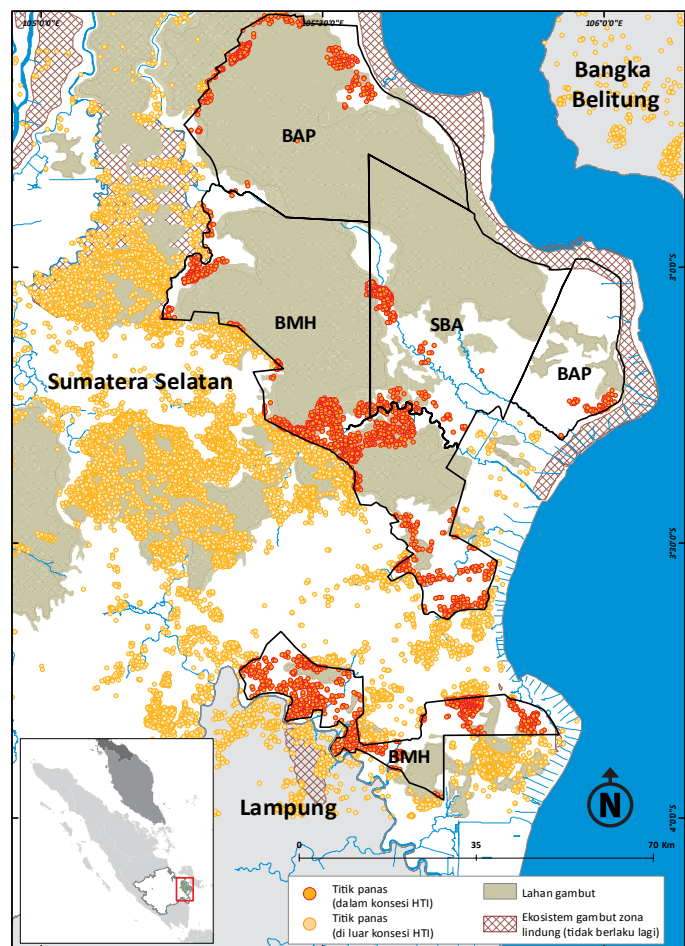 105°0'0"E
105°30'0"E
106°0'0"E
Bangka
Belitung
BAP
3°0'0"S
BMH
SBA
BAP
Sumatera Selatan
3°30'0"S
BMH
Lampung
N
4°0'0"S
0
35
70 Km
Titik panas
(dalam konsesi HTI)
Titik panas
(di luar konsesi HTI)
Lahan gambut
Ekosistem gambut zona
lindung (tidak berlaku lagi)